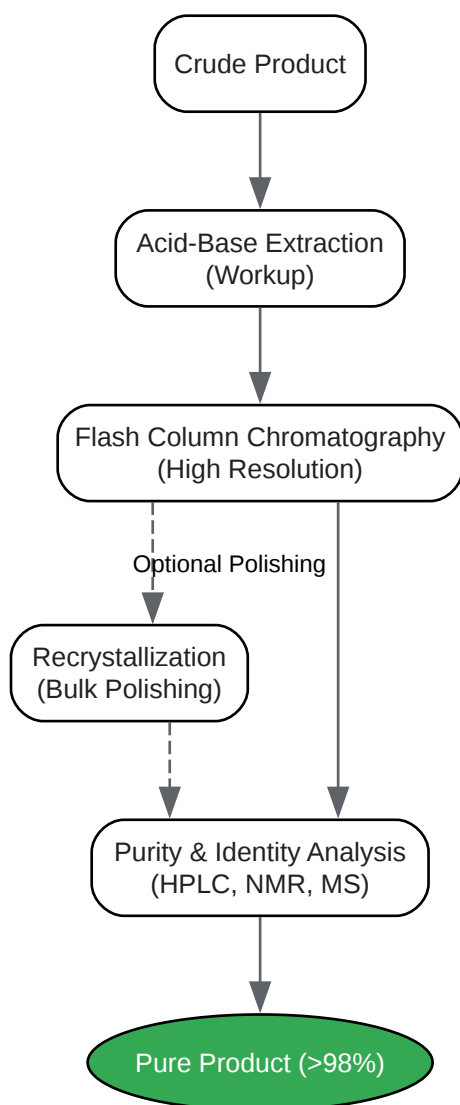 Crude Product
Acid-Base Extraction
(Workup)
Flash Column Chromatography
(High Resolution)
Optional Polishing
Recrystallization
(Bulk Polishing)
Purity & Identity Analysis
(HPLC, NMR, MS)
Pure Product (>98%)